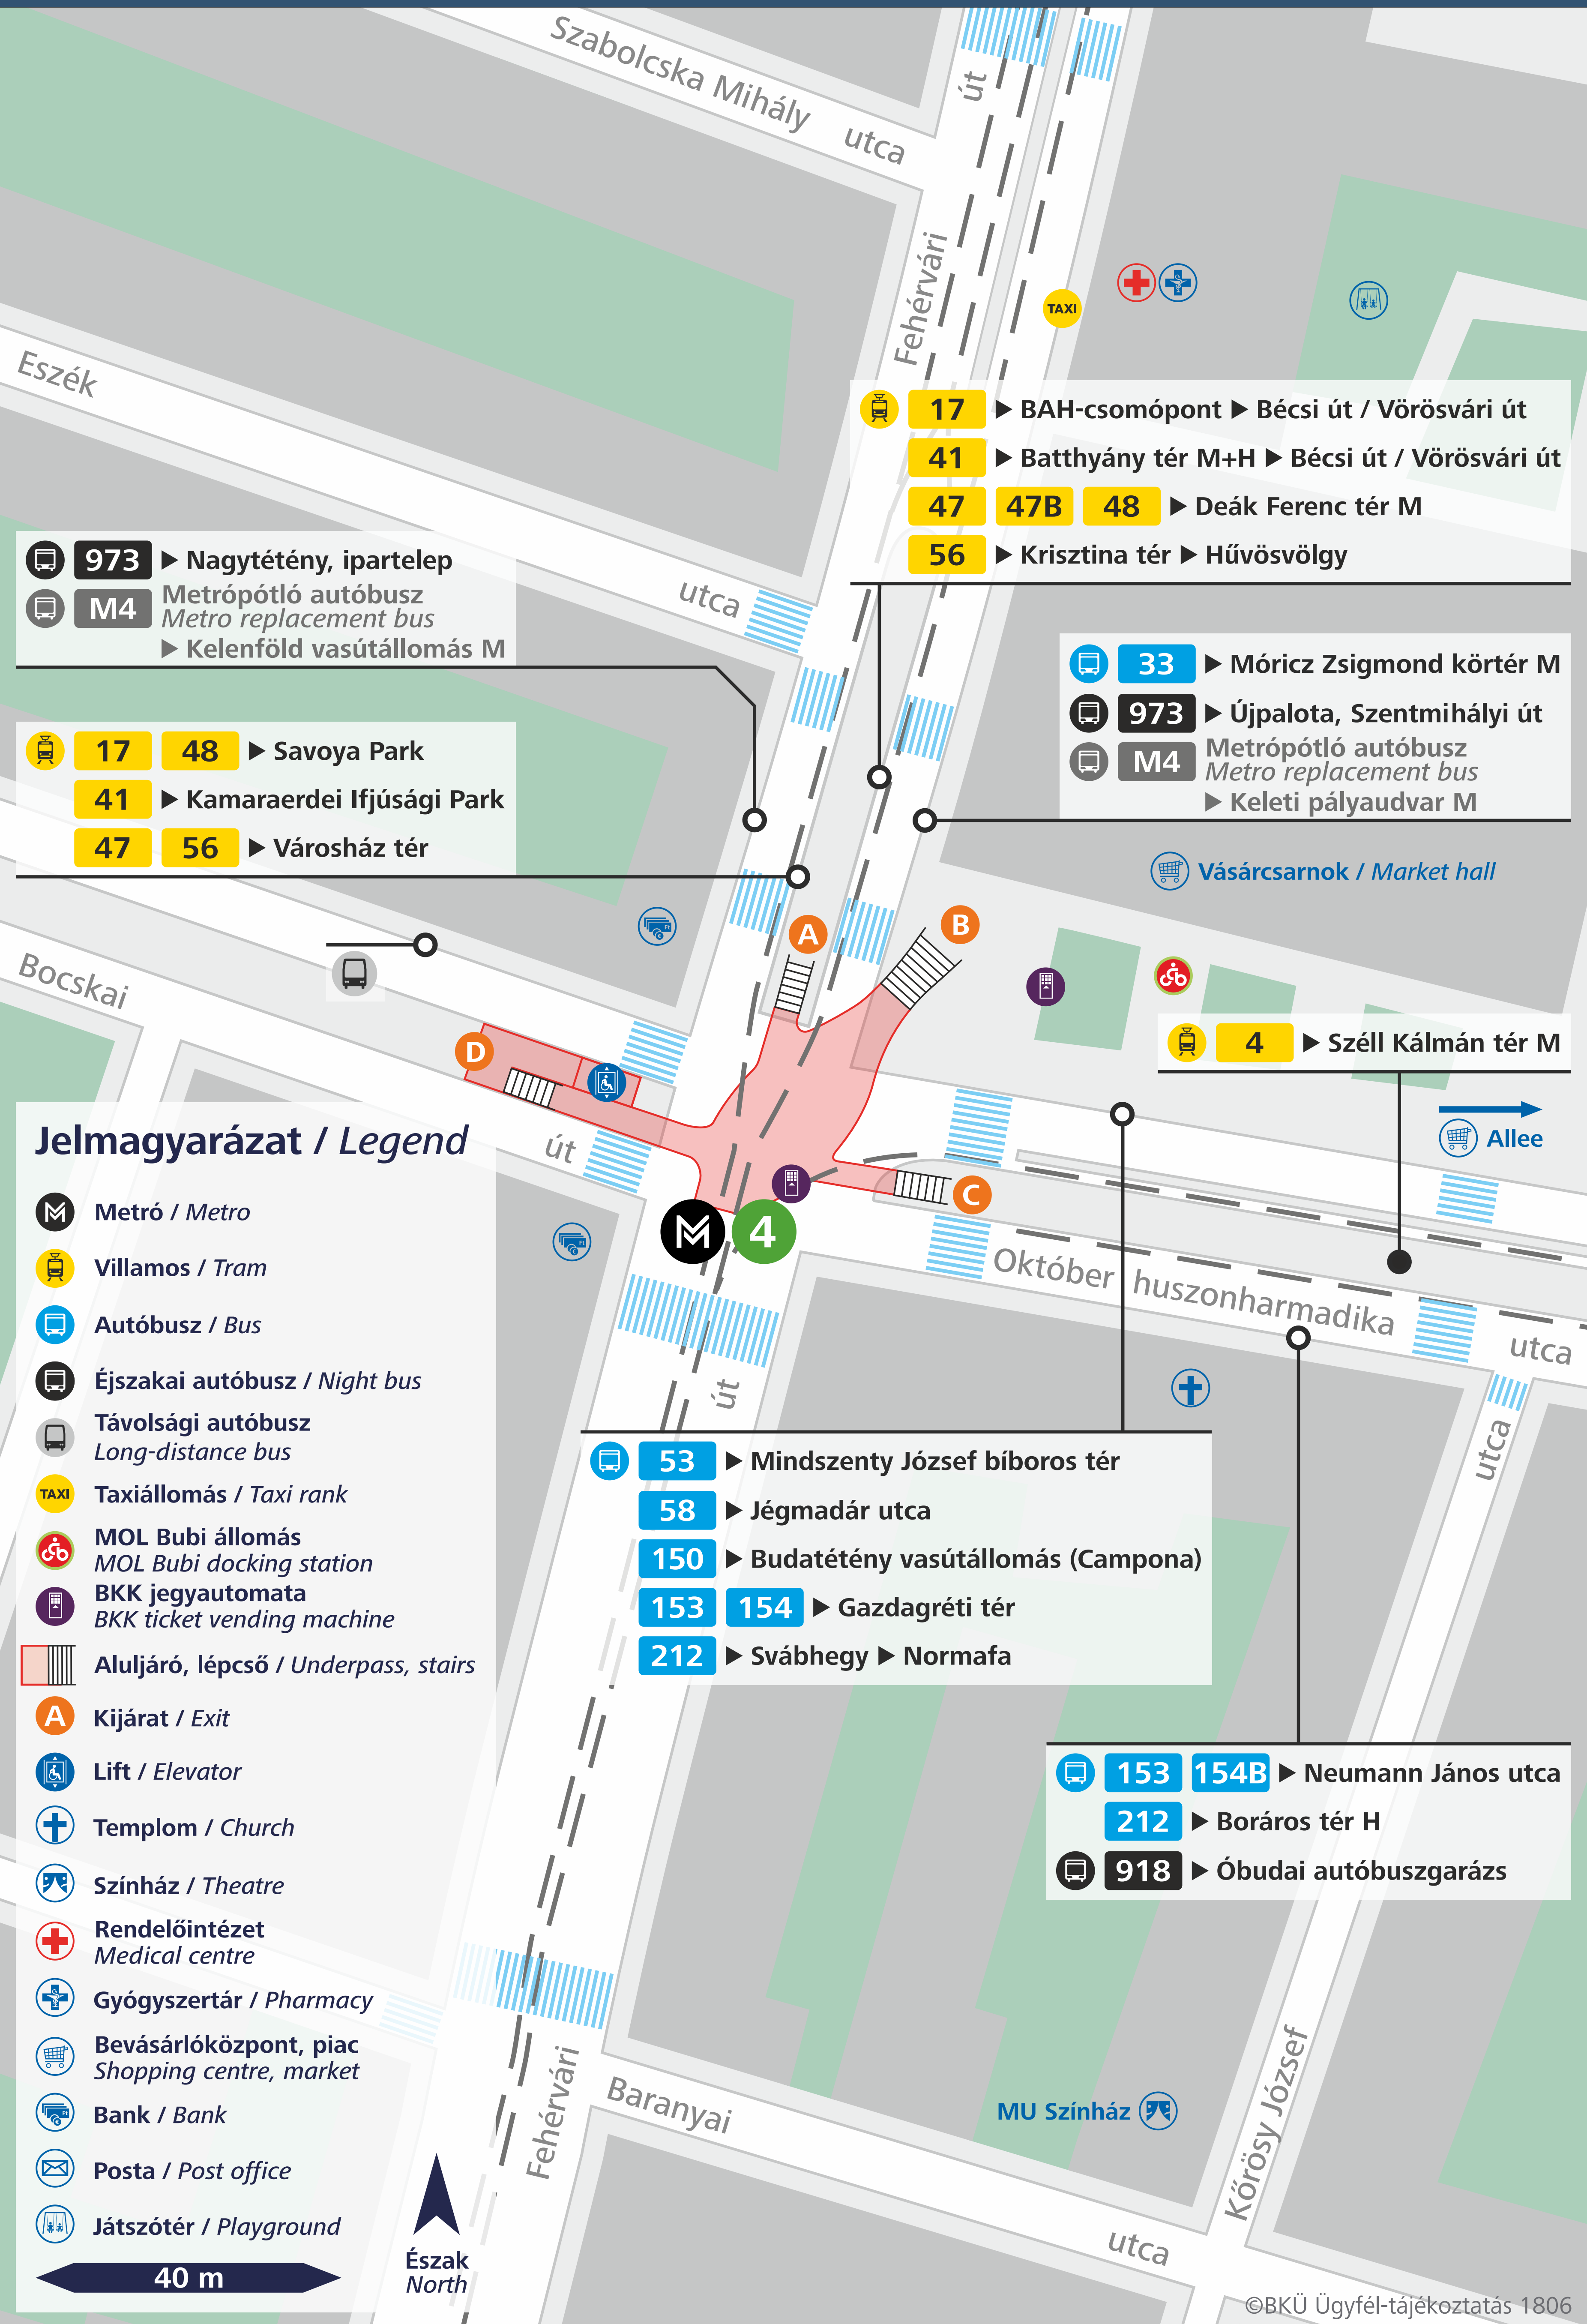 Szabolcska Mihály utca
út
Fehérvári
TAXI
Eszék
utca
17 ▶ BAH-csomópont ▶ Bécsi út / Vörösvári út
41 ▶ Batthyány tér M+H ▶ Bécsi út / Vörösvári út
47 47B 48 ▶ Deák Ferenc tér M
56 ▶ Krisztina tér ▶ Hűvösvölgy
973 ▶ Nagytétény, ipartelep
M4 Metrópótló autóbusz
Metro replacement bus
▶ Kelenföld vasútállomás M
33 ▶ Móricz Zsigmond körtér M
973 ▶ Újpalota, Szentmihályi út
M4 Metrópótló autóbusz
Metro replacement bus
▶ Keleti pályaudvar M
17 48 ▶ Savoya Park
41 ▶ Kamaraerdei Ifjúsági Park
47 56 ▶ Városház tér
Vásárcsarnok / Market hall
A
B
Bocskai
út
D
4 ▶ Széll Kálmán tér M
Allee
C
M 4
Október huszonharmadika utca
út
utca
53 ▶ Mindszenty József bíboros tér
58 ▶ Jégmadár utca
150 ▶ Budatétény vasútállomás (Campona)
153 154 ▶ Gazdagréti tér
212 ▶ Svábhegy ▶ Normafa
153 154B ▶ Neumann János utca
212 ▶ Boráros tér H
918 ▶ Óbudai autóbuszgarázs
Jelmagyarázat / Legend
Metró / Metro
Villamos / Tram
Autóbusz / Bus
Éjszakai autóbusz / Night bus
Távolsági autóbusz
Long-distance bus
TAXI Taxiállomás / Taxi rank
MOL Bubi állomás
MOL Bubi docking station
BKK jegyautomata
BKK ticket vending machine
Aluljáró, lépcső / Underpass, stairs
A Kijárat / Exit
Lift / Elevator
Templom / Church
Színház / Theatre
Rendelőintézet
Medical centre
Gyógyszertár / Pharmacy
Bevásárlóközpont, piac
Shopping centre, market
Bank / Bank
Posta / Post office
Játszótér / Playground
40 m
Észak
North
Fehérvári
Baranyai
utca
MU Színház
Kőrösy József
©BKÜ Ügyfél-tájékoztatás 1806